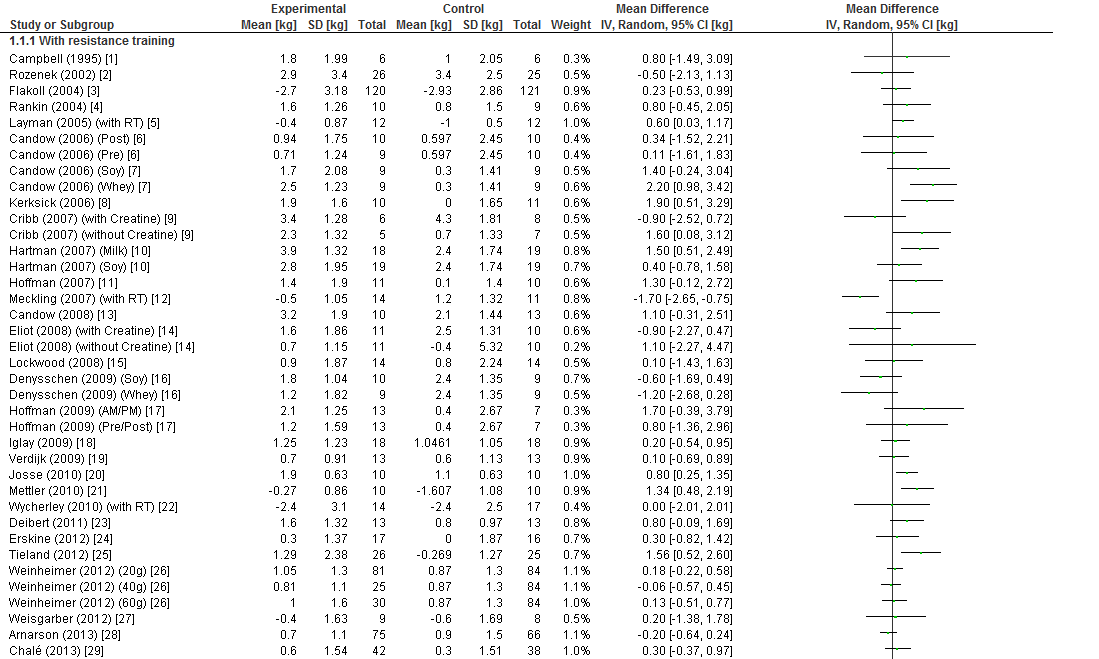 Experimental Control Mean Difference Mean Difference
Study or Subgroup Mean [kg] SD [kg] Total Mean [kg] SD [kg] Total Weight IV, Random, 95% CI [kg] IV, Random, 95% CI [kg]
1.1.1 With resistance training
Campbell (1995) [1] 1.8 1.99 6 1 2.05 6 0.3% 0.80 [-1.49, 3.09]
Rozenek (2002) [2] 2.9 3.4 26 3.4 2.5 25 0.5% -0.50 [-2.13, 1.13]
Flakoll (2004) [3] -2.7 3.18 120 -2.93 2.86 121 0.9% 0.23 [-0.53, 0.99]
Rankin (2004) [4] 1.6 1.26 10 0.8 1.5 9 0.6% 0.80 [-0.45, 2.05]
Layman (2005) (with RT) [5] -0.4 0.87 12 -1 0.5 12 1.0% 0.60 [0.03, 1.17]
Candow (2006) (Post) [6] 0.94 1.75 10 0.597 2.45 10 0.4% 0.34 [-1.52, 2.21]
Candow (2006) (Pre) [6] 0.71 1.24 9 0.597 2.45 10 0.4% 0.11 [-1.61, 1.83]
Candow (2006) (Soy) [7] 1.7 2.08 9 0.3 1.41 9 0.5% 1.40 [-0.24, 3.04]
Candow (2006) (Whey) [7] 2.5 1.23 9 0.3 1.41 9 0.6% 2.20 [0.98, 3.42]
Kerksick (2006) [8] 1.9 1.6 10 0 1.65 11 0.6% 1.90 [0.51, 3.29]
Cribb (2007) (with Creatine) [9] 3.4 1.28 6 4.3 1.81 8 0.5% -0.90 [-2.52, 0.72]
Cribb (2007) (without Creatine) [9] 2.3 1.32 5 0.7 1.33 7 0.5% 1.60 [0.08, 3.12]
Hartman (2007) (Milk) [10] 3.9 1.32 18 2.4 1.74 19 0.8% 1.50 [0.51, 2.49]
Hartman (2007) (Soy) [10] 2.8 1.95 19 2.4 1.74 19 0.7% 0.40 [-0.78, 1.58]
Hoffman (2007) [11] 1.4 1.9 11 0.1 1.4 10 0.6% 1.30 [-0.12, 2.72]
Meckling (2007) (with RT) [12] -0.5 1.05 14 1.2 1.32 11 0.8% -1.70 [-2.65, -0.75]
Candow (2008) [13] 3.2 1.9 10 2.1 1.44 13 0.6% 1.10 [-0.31, 2.51]
Eliot (2008) (with Creatine) [14] 1.6 1.86 11 2.5 1.31 10 0.6% -0.90 [-2.27, 0.47]
Eliot (2008) (without Creatine) [14] 0.7 1.15 11 -0.4 5.32 10 0.2% 1.10 [-2.27, 4.47]
Lockwood (2008) [15] 0.9 1.87 14 0.8 2.24 14 0.5% 0.10 [-1.43, 1.63]
Denysschen (2009) (Soy) [16] 1.8 1.04 10 2.4 1.35 9 0.7% -0.60 [-1.69, 0.49]
Denysschen (2009) (Whey) [16] 1.2 1.82 9 2.4 1.35 9 0.5% -1.20 [-2.68, 0.28]
Hoffman (2009) (AM/PM) [17] 2.1 1.25 13 0.4 2.67 7 0.3% 1.70 [-0.39, 3.79]
Hoffman (2009) (Pre/Post) [17] 1.2 1.59 13 0.4 2.67 7 0.3% 0.80 [-1.36, 2.96]
Iglay (2009) [18] 1.25 1.23 18 1.0461 1.05 18 0.9% 0.20 [-0.54, 0.95]
Verdijk (2009) [19] 0.7 0.91 13 0.6 1.13 13 0.9% 0.10 [-0.69, 0.89]
Josse (2010) [20] 1.9 0.63 10 1.1 0.63 10 1.0% 0.80 [0.25, 1.35]
Mettler (2010) [21] -0.27 0.86 10 -1.607 1.08 10 0.9% 1.34 [0.48, 2.19]
Wycherley (2010) (with RT) [22] -2.4 3.1 14 -2.4 2.5 17 0.4% 0.00 [-2.01, 2.01]
Deibert (2011) [23] 1.6 1.32 13 0.8 0.97 13 0.8% 0.80 [-0.09, 1.69]
Erskine (2012) [24] 0.3 1.37 17 0 1.87 16 0.7% 0.30 [-0.82, 1.42]
Tieland (2012) [25] 1.29 2.38 26 -0.269 1.27 25 0.7% 1.56 [0.52, 2.60]
Weinheimer (2012) (20g) [26] 1.05 1.3 81 0.87 1.3 84 1.1% 0.18 [-0.22, 0.58]
Weinheimer (2012) (40g) [26] 0.81 1.1 25 0.87 1.3 84 1.0% -0.06 [-0.57, 0.45]
Weinheimer (2012) (60g) [26] 1 1.6 30 0.87 1.3 84 1.0% 0.13 [-0.51, 0.77]
Weisgarber (2012) [27] -0.4 1.63 9 -0.6 1.69 8 0.5% 0.20 [-1.38, 1.78]
Arnarson (2013) [28] 0.7 1.1 75 0.9 1.5 66 1.1% -0.20 [-0.64, 0.24]
Chalé (2013) [29] 0.6 1.54 42 0.3 1.51 38 1.0% 0.30 [-0.37, 0.97]